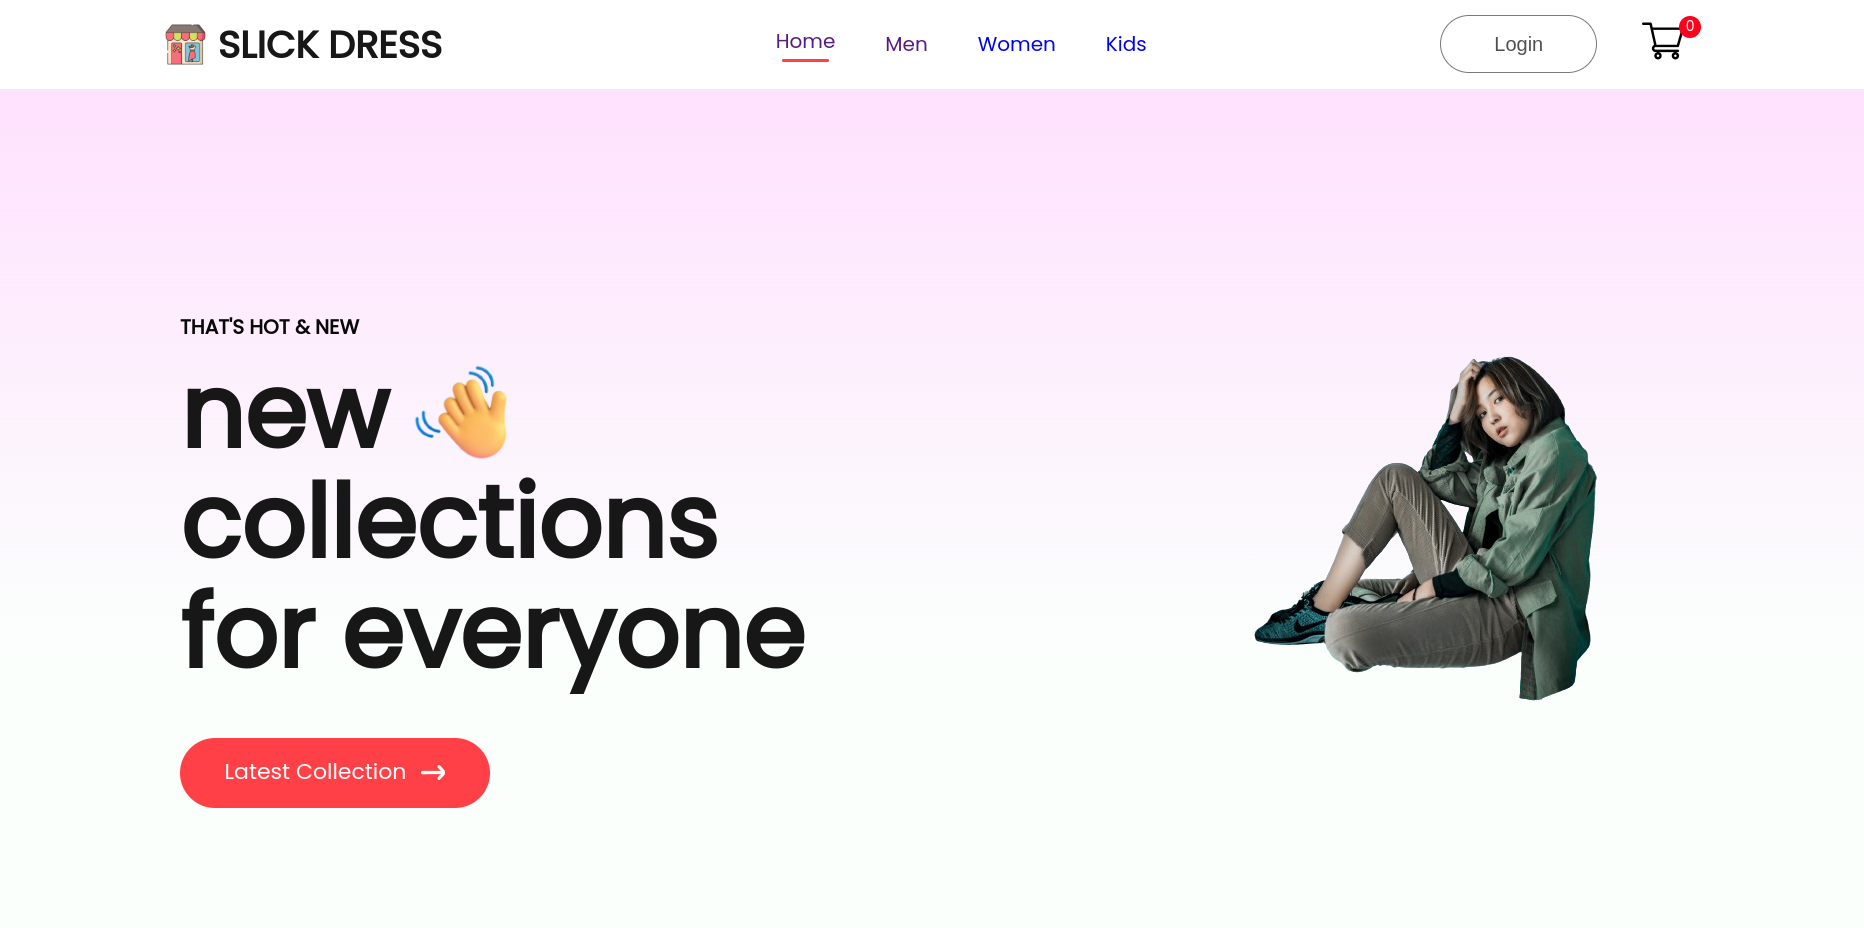 SLICK DRESS
Home
Men
Women
Kids
Login
0
THAT'S HOT & NEW
new
collections
for everyone
Latest Collection